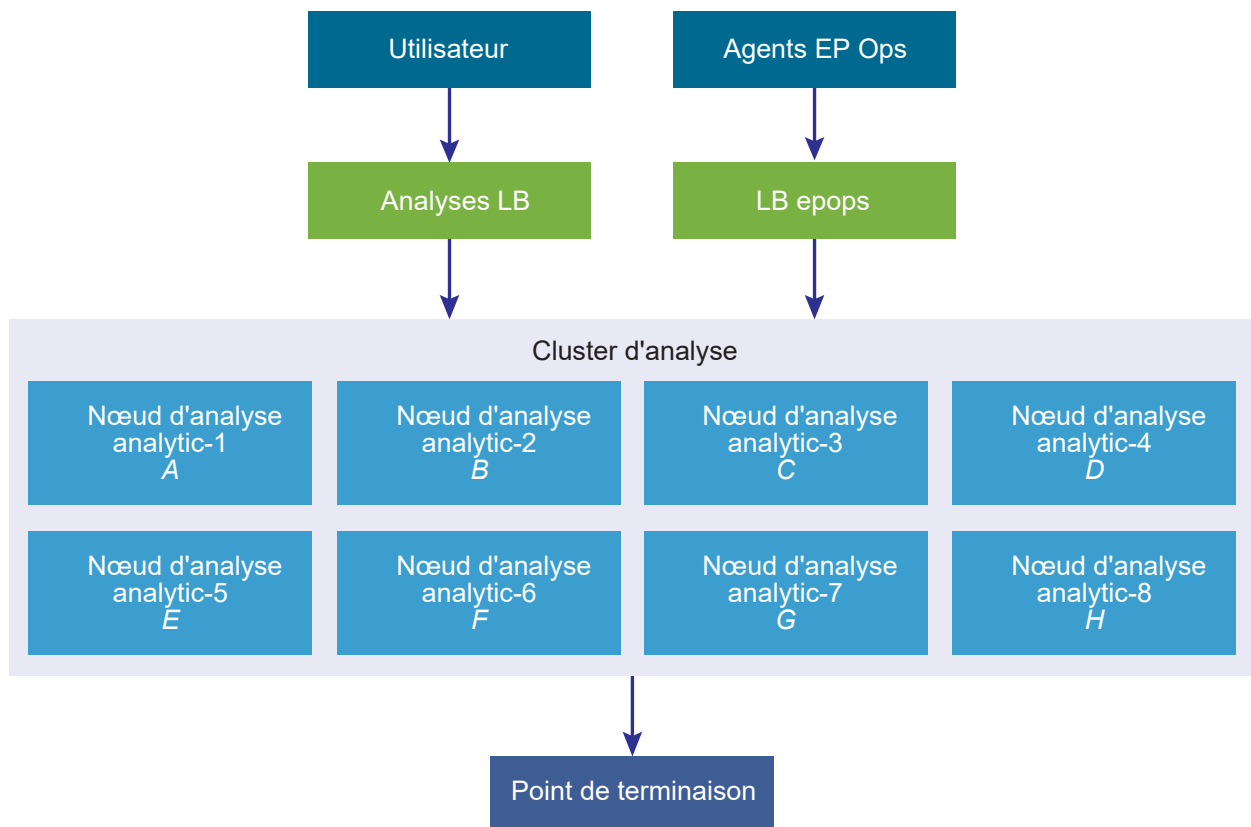 Utilisateur
Agents EP Ops
Analyses LB
LB epops
Cluster d'analyse
Nœud d'analyse
analytic-1
A
Nœud d'analyse
analytic-2
B
Nœud d'analyse
analytic-3
C
Nœud d'analyse
analytic-4
D
Nœud d'analyse
analytic-5
E
Nœud d'analyse
analytic-6
F
Nœud d'analyse
analytic-7
G
Nœud d'analyse
analytic-8
H
Point de terminaison